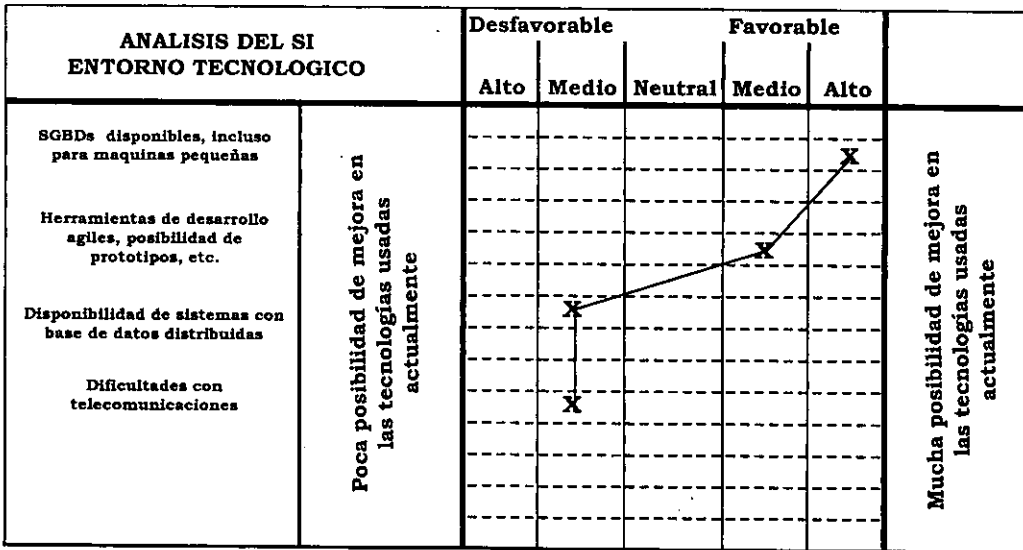 ANALISIS DEL SI
ENTORNO TECNOLOGICO
Desfavorable
Favorable
Alto
Medio
Neutral
Medio
Alto
SGBDs disponibles, incluso
para maquinas pequeñas
Herramientas de desarrollo
agiles, posibilidad de
prototipos, etc.
Disponibilidad de sistemas con
base de datos distribuidas
Dificultades con
telecomunicaciones
Poca posibilidad de mejora en
las tecnologías usadas
actualmente
X
X
X
X
Mucha posibilidad de mejora en
las tecnologías usadas
actualmente